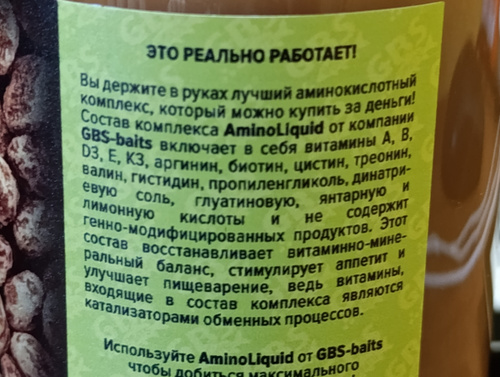 ЭТО РЕАЛЬНО РАБОТАЕТ!
Вы держите в руках лучший аминокислотный
комплекс, который можно купить за деньги!
Состав комплекса AminoLiquid от компании
GBS-baits включает в себя витамины А, В,
D3, Е, К3, аргинин, биотин, цистин, треонин,
валин, гистидин, пропиленгликоль, динатри-
евую соль, глуатиновую, янтарную и
лимонную кислоты и не содержит
генно-модифицированных продуктов. Этот
состав восстанавливает витаминно-мине-
ральный баланс, стимулирует аппетит и
улучшает пищеварение, ведь витамины,
входящие в состав комплекса являются
катализаторами обменных процессов.
Используйте AminoLiquid от GBS-baits
чтобы добиться максимального